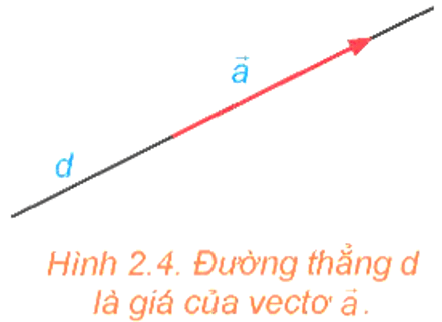 a⃗
d
Hình 2.4. Đường thẳng d
là giá của vectơ a⃗.